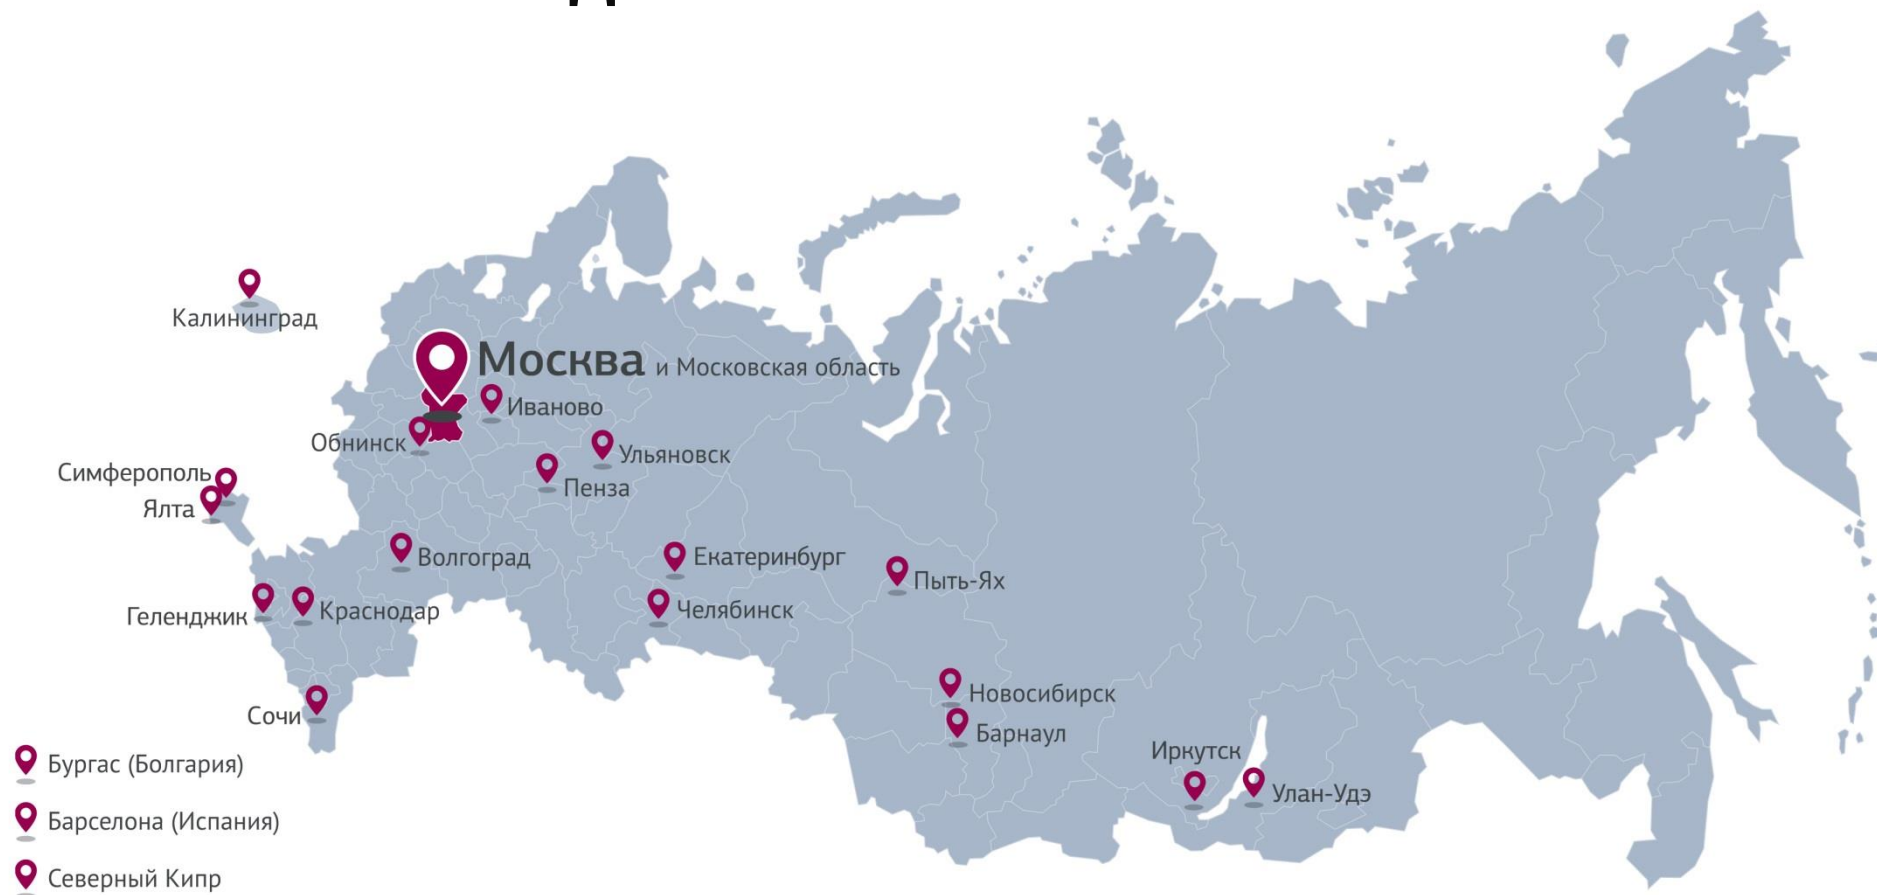 Калининград
Москва и Московская область
Иваново
Обнинск
Ульяновск
Симферополь
Пенза
Ялта
Волгоград
Екатеринбург
Пыть-Ях
Геленджик
Краснодар
Челябинск
Новосибирск
Сочи
Барнаул
Иркутск
Улан-Удэ
Бургас (Болгария)
Барселона (Испания)
Северный Кипр